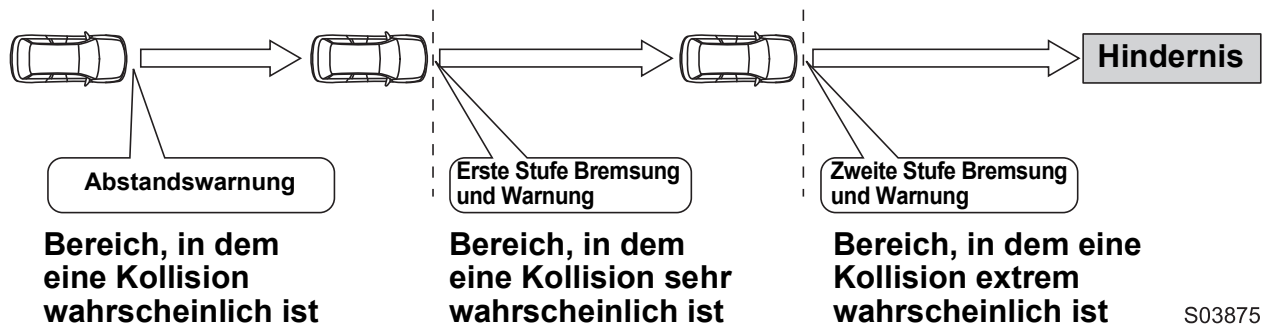 Hindernis
Abstandswarnung
Erste Stufe Bremsung
und Warnung
Zweite Stufe Bremsung
und Warnung
Bereich, in dem
eine Kollision
wahrscheinlich ist
Bereich, in dem
eine Kollision sehr
wahrscheinlich ist
Bereich, in dem eine
Kollision extrem
wahrscheinlich ist
S03875